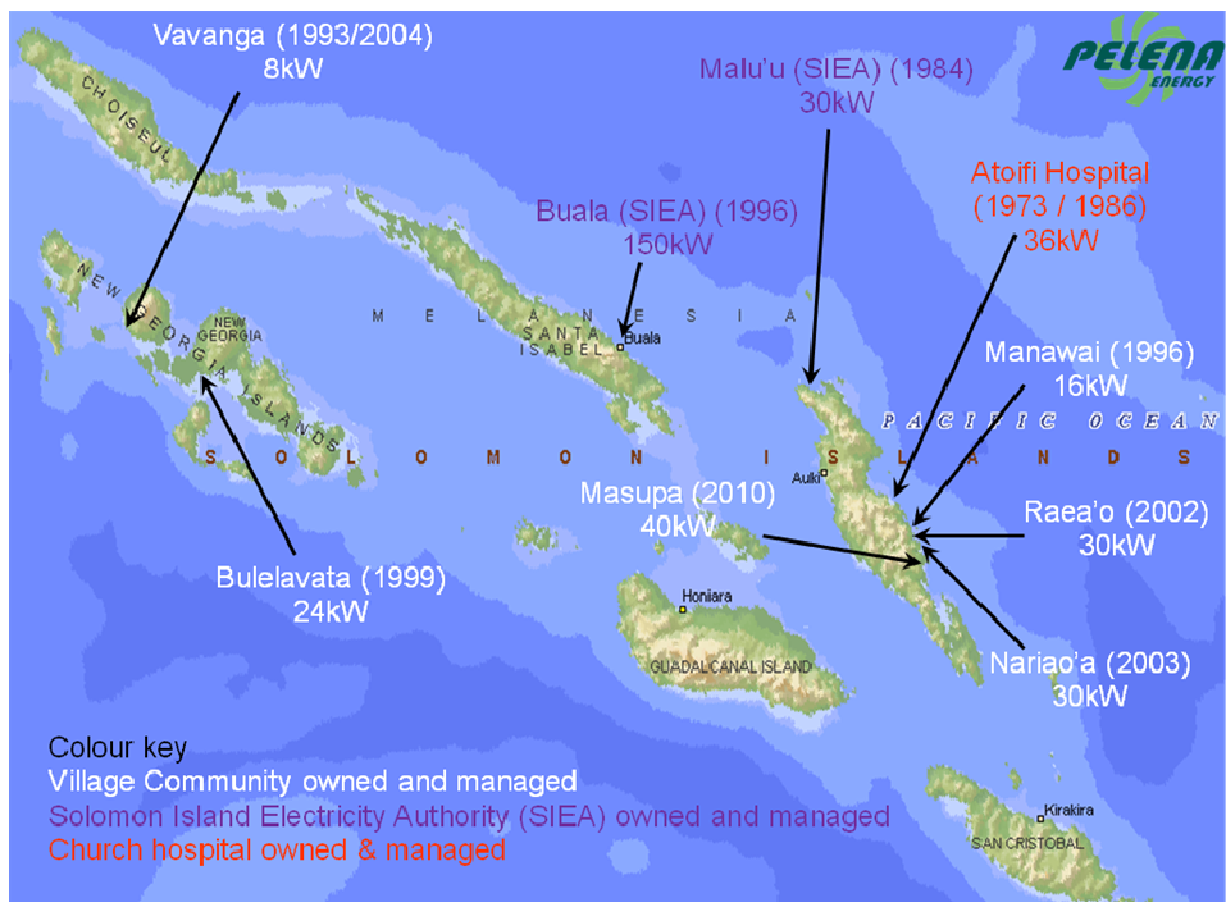 Vavanga (1993/2004)
8kW
PELENA
ENERGY
Malu'u (SIEA) (1984)
30kW
CHOISEUL
Atoifi Hospital
(1973 / 1986)
36kW
Buala (SIEA) (1996)
150kW
NEW GEORGIA ISLANDS
NEW
GEORGIA
MELANESIA
SANTA
ISABEL
Buala
Manawai (1996)
16kW
PACIFIC OCEAN
SOLOMON ISLANDS
Auki
Masupa (2010)
40kW
Raea'o (2002)
30kW
Bulelavata (1999)
24kW
Honiara
GUADALCANAL ISLAND
Nariao'a (2003)
30kW
Colour key
Village Community owned and managed
Solomon Island Electricity Authority (SIEA) owned and managed
Church hospital owned & managed
Kirakira
SAN CRISTOBAL